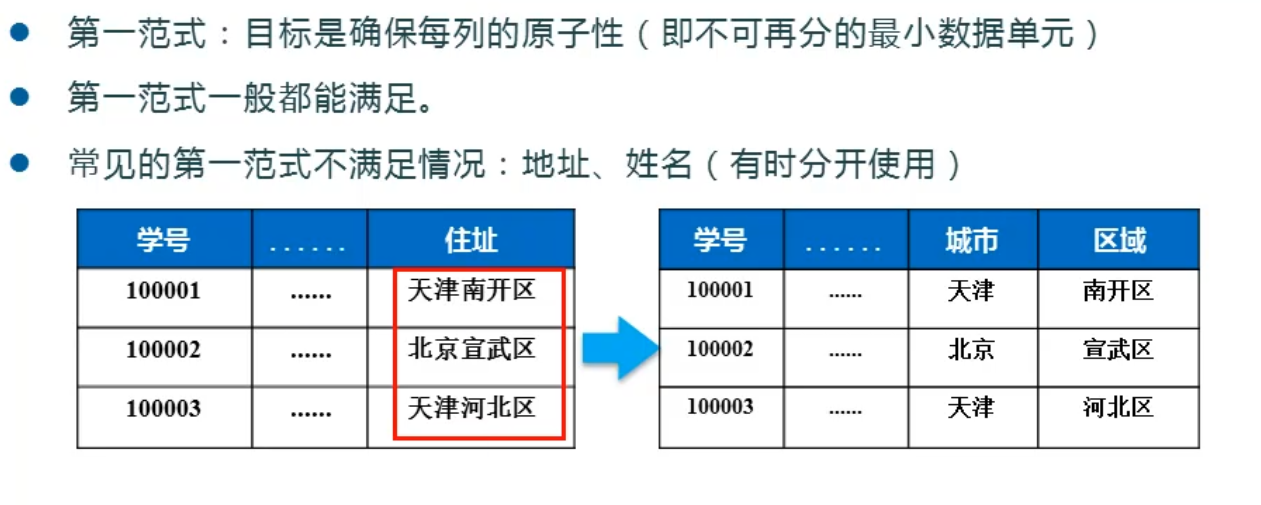 第一范式：目标是确保每列的原子性（即不可再分的最小数据单元）
第一范式一般都能满足。
常见的第一范式不满足情况：地址、姓名（有时分开使用）
学号 ...... 住址
100001 ...... 天津南开区
100002 ...... 北京宣武区
100003 ...... 天津河北区
学号 ...... 城市 区域
100001 ...... 天津 南开区
100002 ...... 北京 宣武区
100003 ...... 天津 河北区